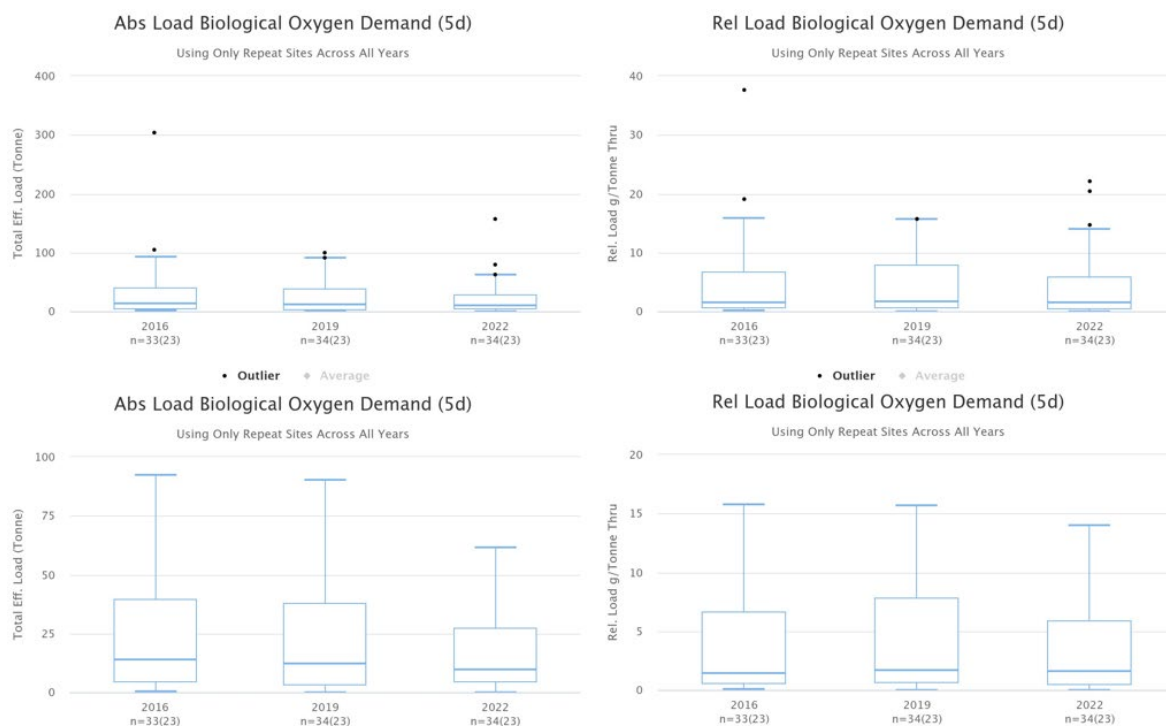 Abs Load Biological Oxygen Demand (5d)
Using Only Repeat Sites Across All Years
Total Eff. Load (Tonne)
400
300
200
100
0
2016
n=33(23)
2019
n=34(23)
2022
n=34(23)
Rel Load Biological Oxygen Demand (5d)
Using Only Repeat Sites Across All Years
Rel. Load g/Tonne Thru
40
30
20
10
0
2016
n=33(23)
2019
n=34(23)
2022
n=34(23)
Outlier
Average
Outlier
Average
Abs Load Biological Oxygen Demand (5d)
Using Only Repeat Sites Across All Years
Total Eff. Load (Tonne)
100
75
50
25
0
2016
n=33(23)
2019
n=34(23)
2022
n=34(23)
Rel Load Biological Oxygen Demand (5d)
Using Only Repeat Sites Across All Years
Rel. Load g/Tonne Thru
20
15
10
5
0
2016
n=33(23)
2019
n=34(23)
2022
n=34(23)